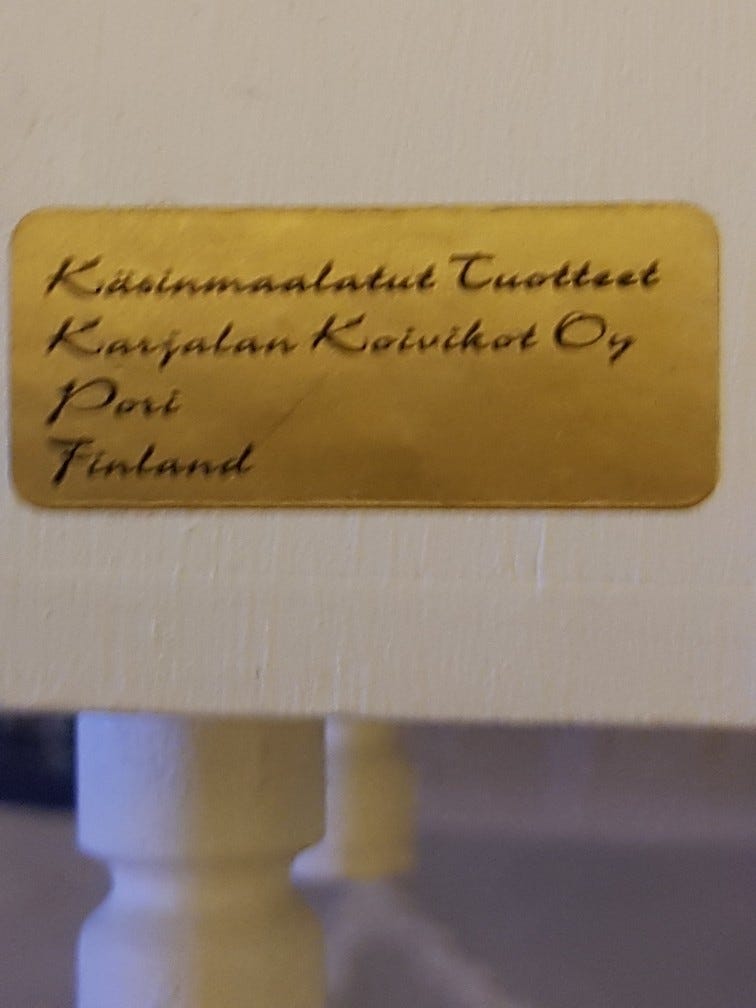 Käsinmaalatut Tuotteet
Karjalan Koivikot Oy
Pori
Finland